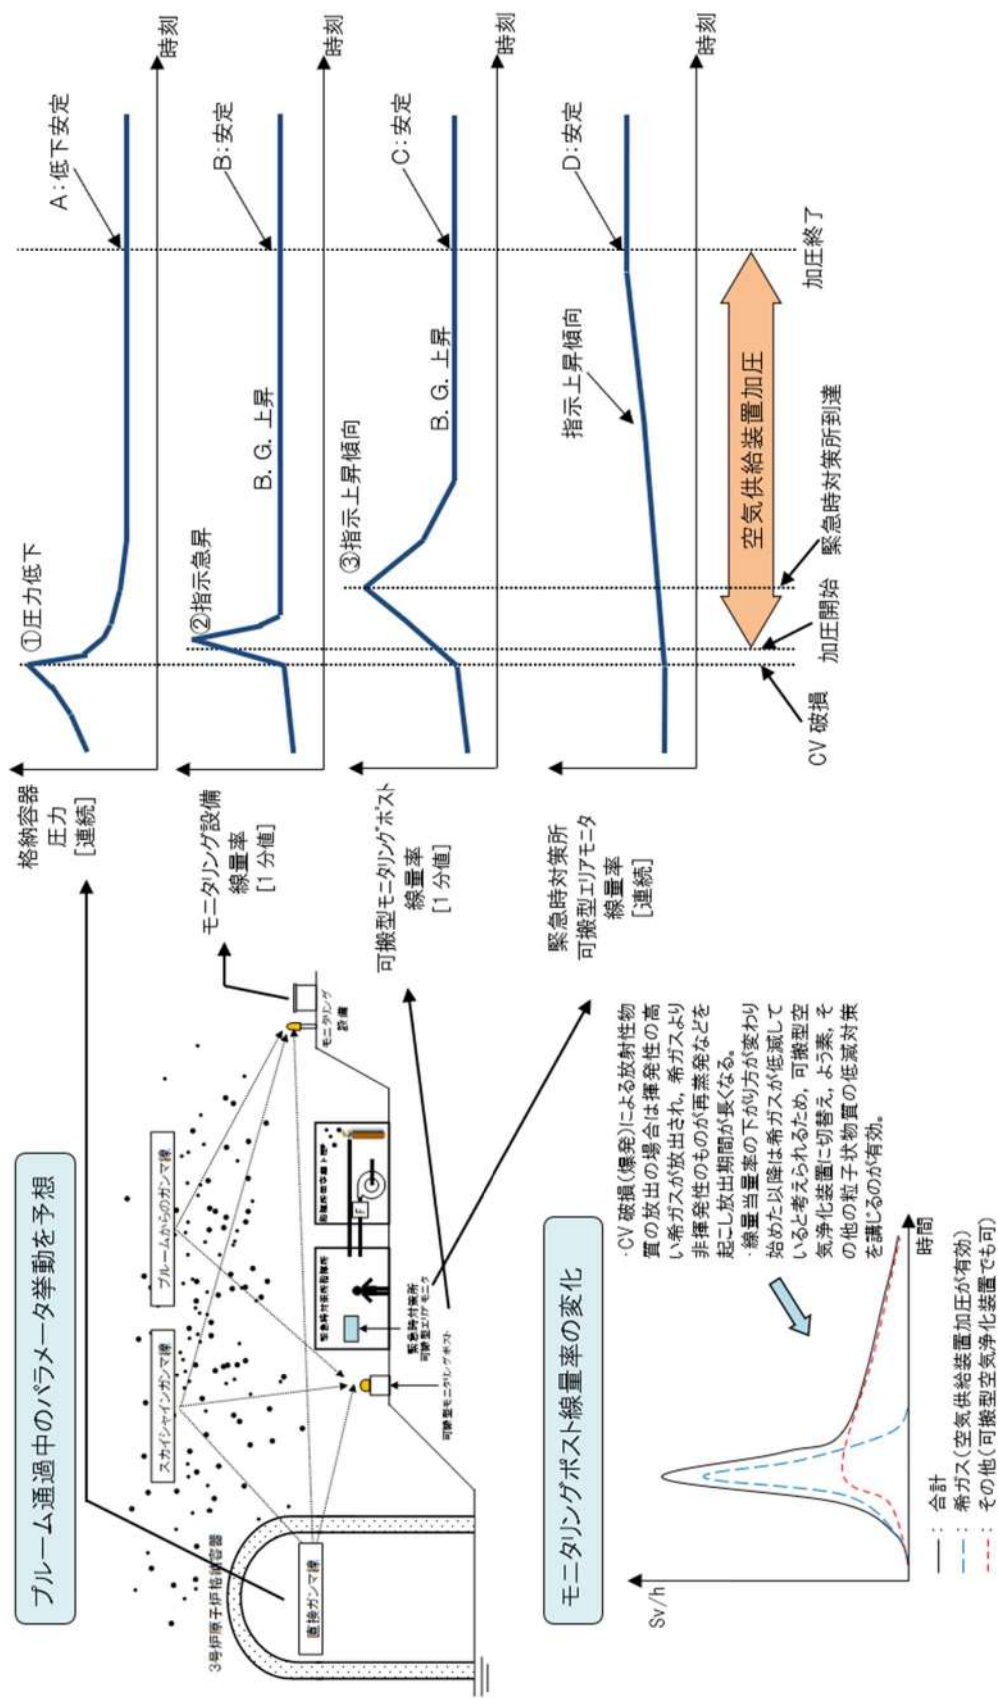 プルーム通過中のパラメータ挙動を予想
スカイシャインガンマ線
プルームからのガンマ線
3号炉原子炉格納容器
直接ガンマ線
緊急時対策所指揮所
F
モニタリング
設備
緊急時対策所
可搬型エリアモニタ
可搬型モニタリングポスト
格納容器
圧力
[連続]
①圧力低下
A:低下安定
時刻
モニタリング設備
線量率
[1分値]
②指示急昇
B.G.上昇
B:安定
時刻
可搬型モニタリングポスト
線量率
[1分値]
③指示上昇傾向
B.G.上昇
C:安定
時刻
緊急時対策所
可搬型エリアモニタ
線量率
[連続]
指示上昇傾向
D:安定
時刻
空気供給装置加圧
CV破損
加圧開始
緊急時対策所到達
加圧終了
モニタリングポスト線量率の変化
Sv/h
時間
:合計
:希ガス(空気供給装置加圧が有効)
:その他(可搬型空気浄化装置でも可)
・CV破損(爆発)による放射性物
質の放出の場合は揮発性の高
い希ガスが放出され,希ガスより
非揮発性のものが再蒸発などを
起こし放出期間が長くなる。
・線量当量率の下がり方が変わり
始めた以降は希ガスが低減して
いると考えられるため,可搬型空
気浄化装置に切替え,よう素,そ
の他の粒子状物質の低減対策
を講じるのが有効。